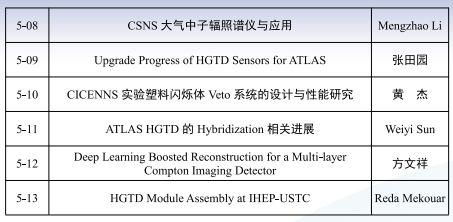 5-08 CSNS 大气中子辐照谱仪与应用 Mengzhao Li
5-09 Upgrade Progress of HGTD Sensors for ATLAS 张田园
5-10 CICENNS 实验塑料闪烁体 Veto 系统的设计与性能研究 黄 杰
5-11 ATLAS HGTD 的 Hybridization 相关进展 Weiyi Sun
5-12 Deep Learning Boosted Reconstruction for a Multi-layer
Compton Imaging Detector 方文祥
5-13 HGTD Module Assembly at IHEP-USTC Reda Mekouar